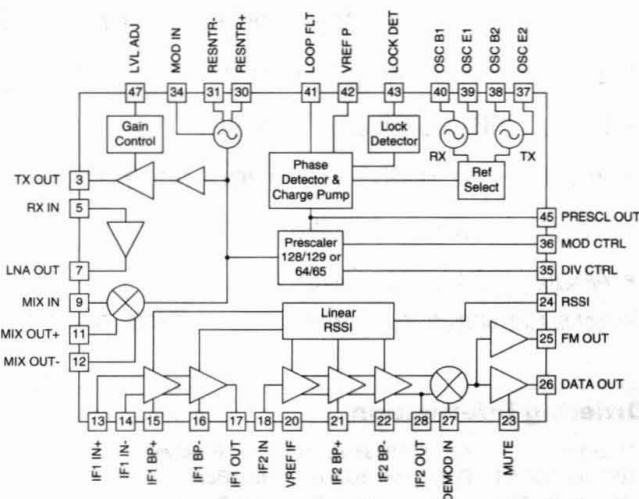 LVL ADJ
MOD IN
RESNTR-
RESNTR+
LOOP FLT
VREF P
LOCK DET
OSC B1
OSC E1
OSC B2
OSC E2
47
34
31
30
41
42
43
40
39
38
37
Gain
Control
Lock
Detector
RX
TX
Phase
Detector &
Charge Pump
Ref
Select
TX OUT
3
RX IN
5
45
PRESCL OUT
Prescaler
128/129 or
64/65
36
MOD CTRL
LNA OUT
7
35
DIV CTRL
MIX IN
9
24
RSSI
Linear
RSSI
MIX OUT+
11
25
FM OUT
MIX OUT-
12
26
DATA OUT
13
14
15
16
17
18
20
21
22
28
27
23
IF1 IN+
IF1 IN-
IF1 BP+
IF1 BP-
IF1 OUT
IF2 IN
VREF IF
IF2 BP+
IF2 BP-
IF2 OUT
DEMOD IN
MUTE